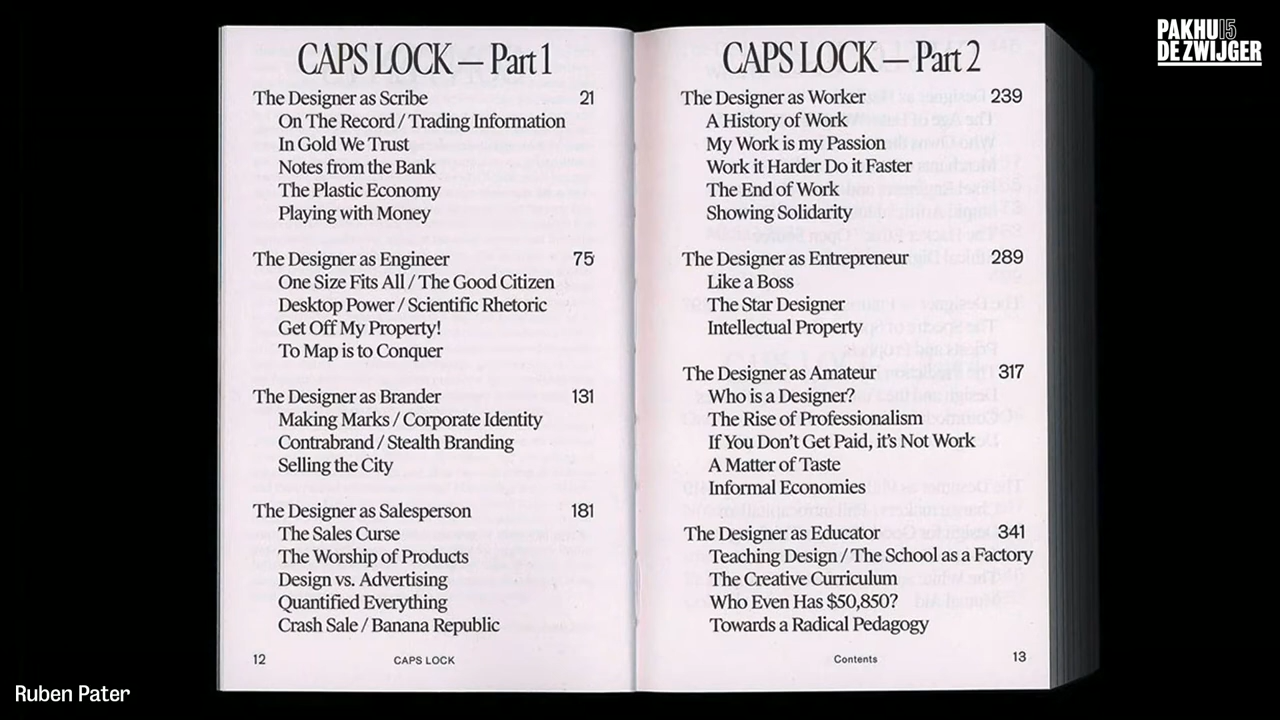 PAKHUIS
DE ZWIJGER
CAPS LOCK — Part 1
The Designer as Scribe 21
On The Record / Trading Information
In Gold We Trust
Notes from the Bank
The Plastic Economy
Playing with Money
The Designer as Engineer 75
One Size Fits All / The Good Citizen
Desktop Power / Scientific Rhetoric
Get Off My Property!
To Map is to Conquer
The Designer as Brander 131
Making Marks / Corporate Identity
Contrabrand / Stealth Branding
Selling the City
The Designer as Salesperson 181
The Sales Curse
The Worship of Products
Design vs. Advertising
Quantified Everything
Crash Sale / Banana Republic
12 CAPS LOCK
CAPS LOCK — Part 2
The Designer as Worker 239
A History of Work
My Work is my Passion
Work it Harder Do it Faster
The End of Work
Showing Solidarity
The Designer as Entrepreneur 289
Like a Boss
The Star Designer
Intellectual Property
The Designer as Amateur 317
Who is a Designer?
The Rise of Professionalism
If You Don't Get Paid, it's Not Work
A Matter of Taste
Informal Economies
The Designer as Educator 341
Teaching Design / The School as a Factory
The Creative Curriculum
Who Even Has $50,850?
Towards a Radical Pedagogy
Contents 13
Ruben Pater